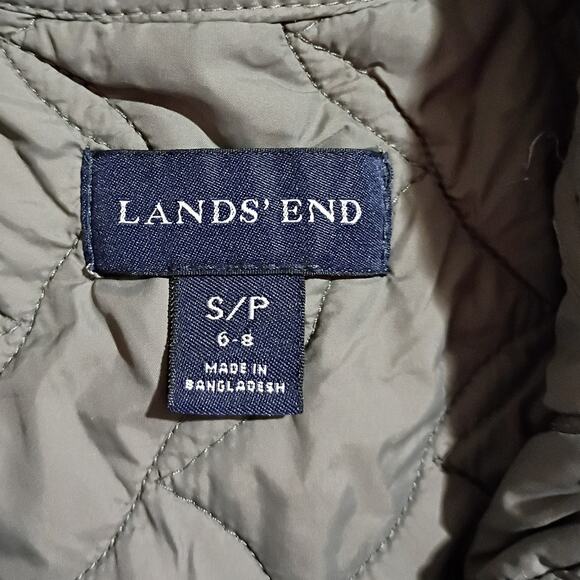 LANDS' END
S/P
6-8
MADE IN
BANGLADESH